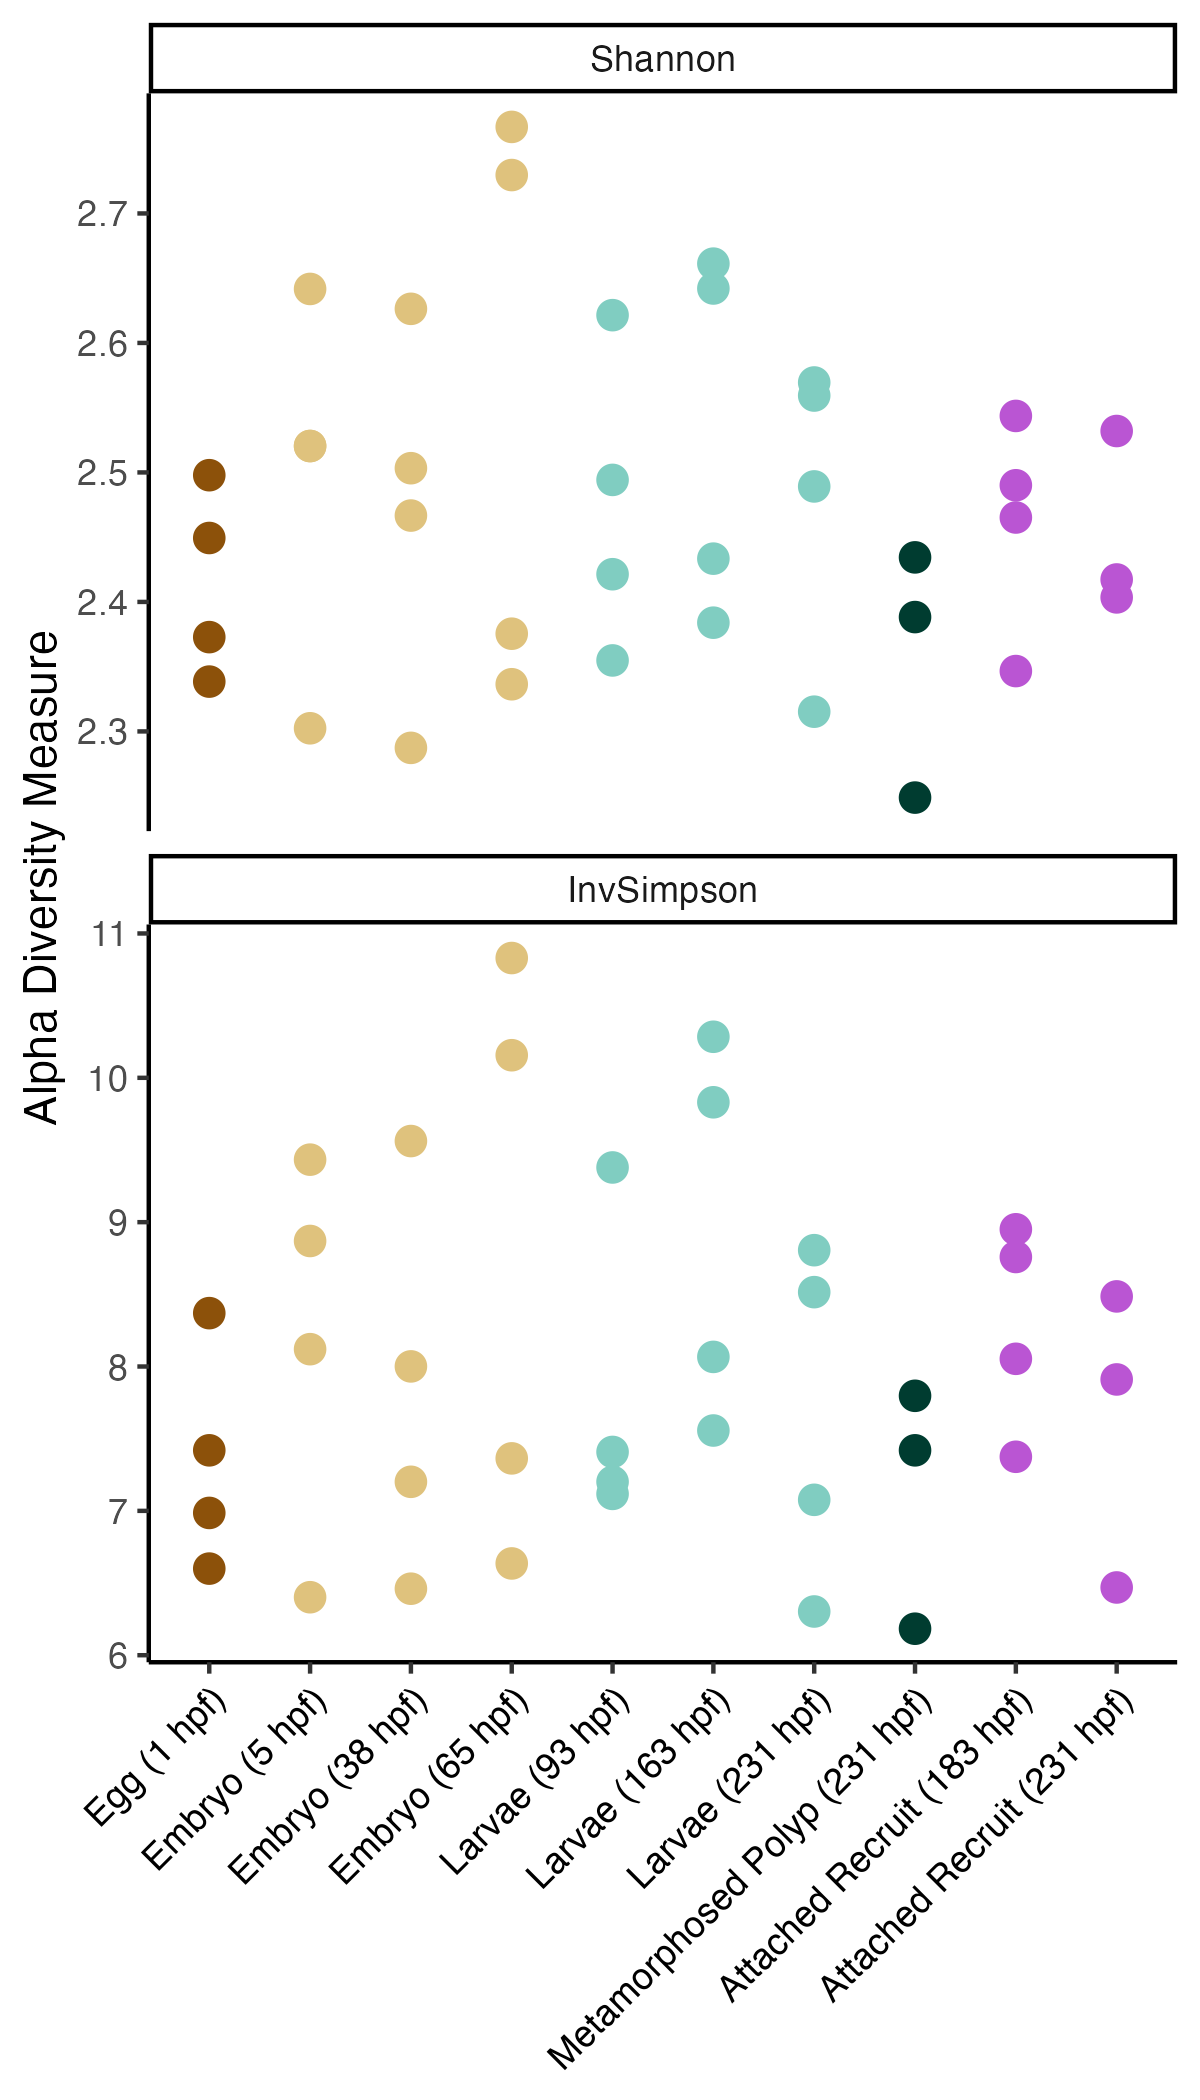 Shannon
2.7
2.6
2.5
2.4
2.3
Alpha Diversity Measure
InvSimpson
11
10
9
8
7
6
Egg (1 hpf)
Embryo (5 hpf)
Embryo (38 hpf)
Embryo (65 hpf)
Larvae (93 hpf)
Larvae (163 hpf)
Larvae (231 hpf)
Metamorphosed Polyp (231 hpf)
Attached Recruit (183 hpf)
Attached Recruit (231 hpf)